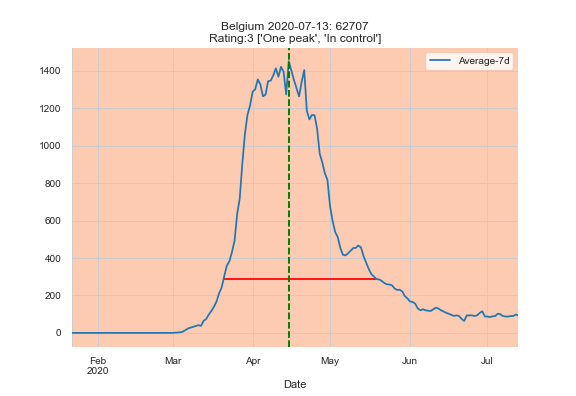 Belgium 2020-07-13: 62707
Rating:3 ['One peak', 'In control']
Average-7d
1400
1200
1000
800
600
400
200
0
Feb Mar Apr May Jun Jul
2020
Date